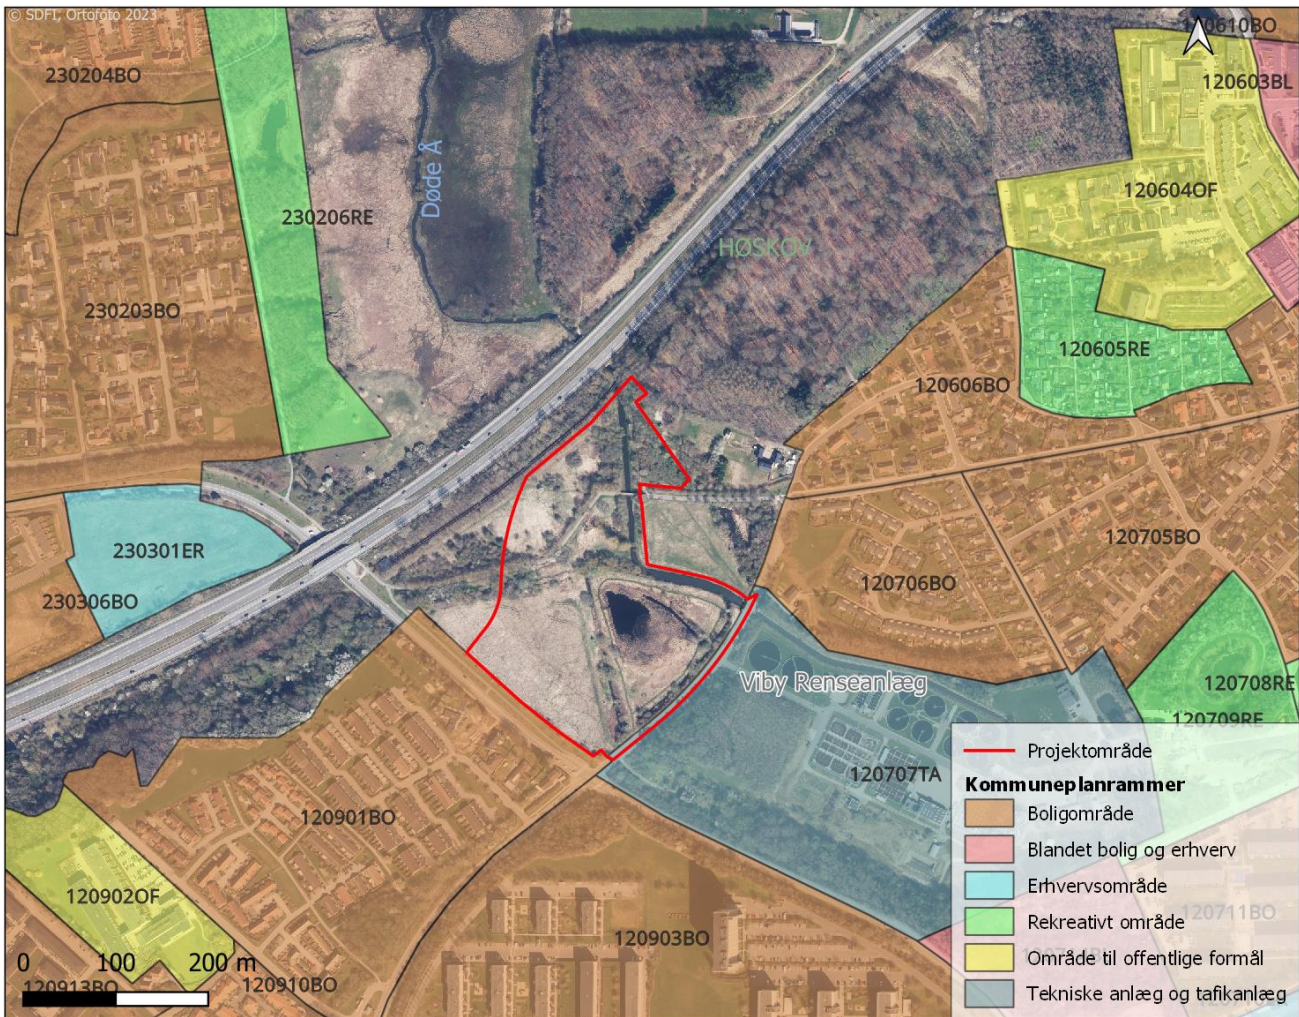 © SDFI, Ortofoto 2023
120610BO
230204BO
120603BL
Døde Å
120604OF
230206RE
HØSKOV
230203BO
120605RE
120606BO
120705BO
230301ER
120706BO
230306BO
Viby Renseanlæg
120708RE
120709RE
120707TA
120901BO
120902OF
120903BO
120711BO
120913BO
120910BO
0 100 200 m
Projektområde
Kommuneplanrammer
Boligområde
Blandet bolig og erhverv
Erhvervsområde
Rekreativt område
Område til offentlige formål
Tekniske anlæg og tafikanlæg